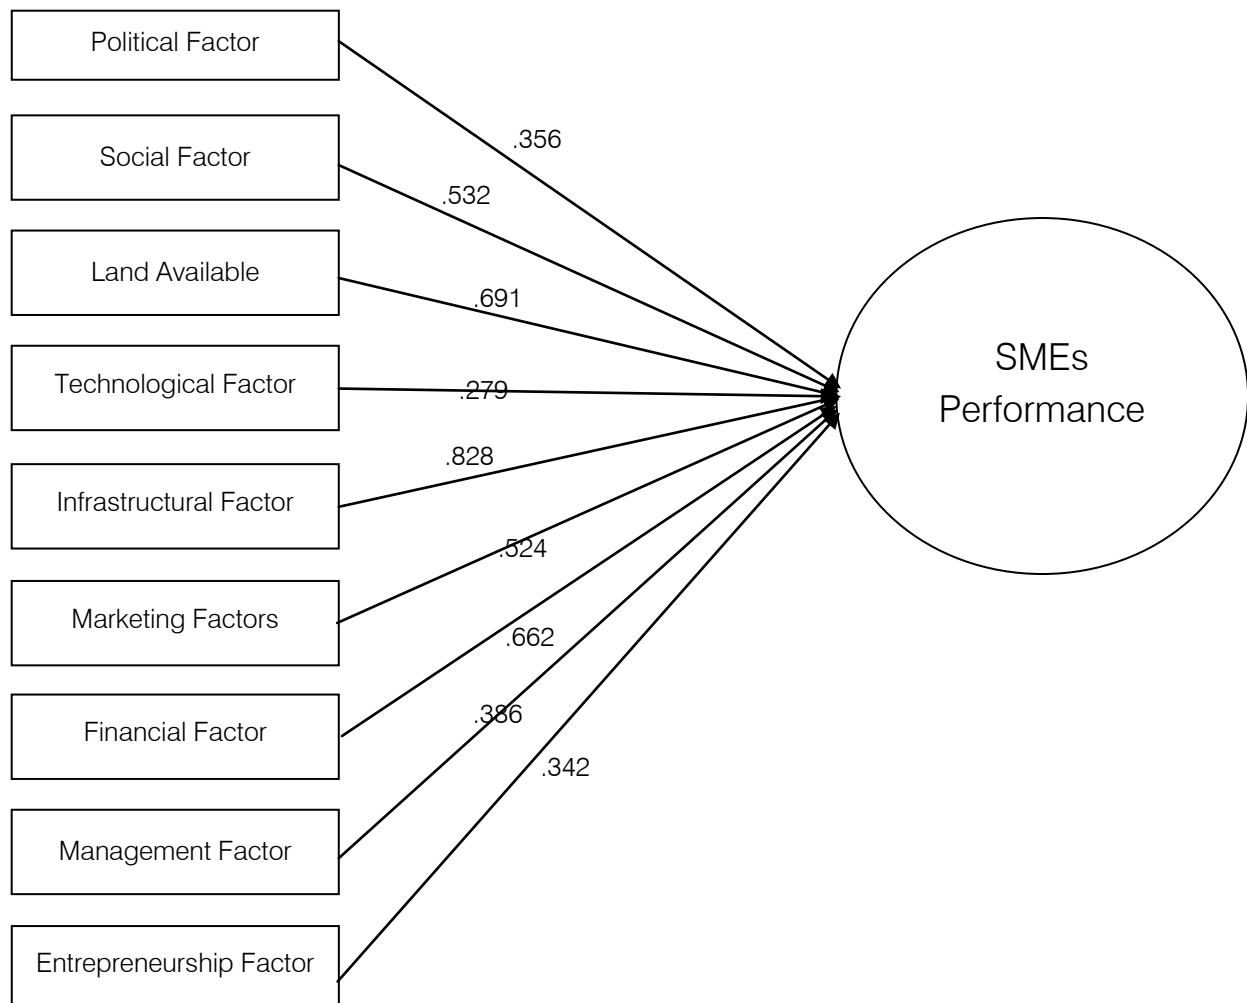 Political Factor
.356
Social Factor
.532
Land Available
.691
Technological Factor
.279
Infrastructural Factor
.828
Marketing Factors
.524
Financial Factor
.662
Management Factor
.386
Entrepreneurship Factor
.342
SMEs
Performance